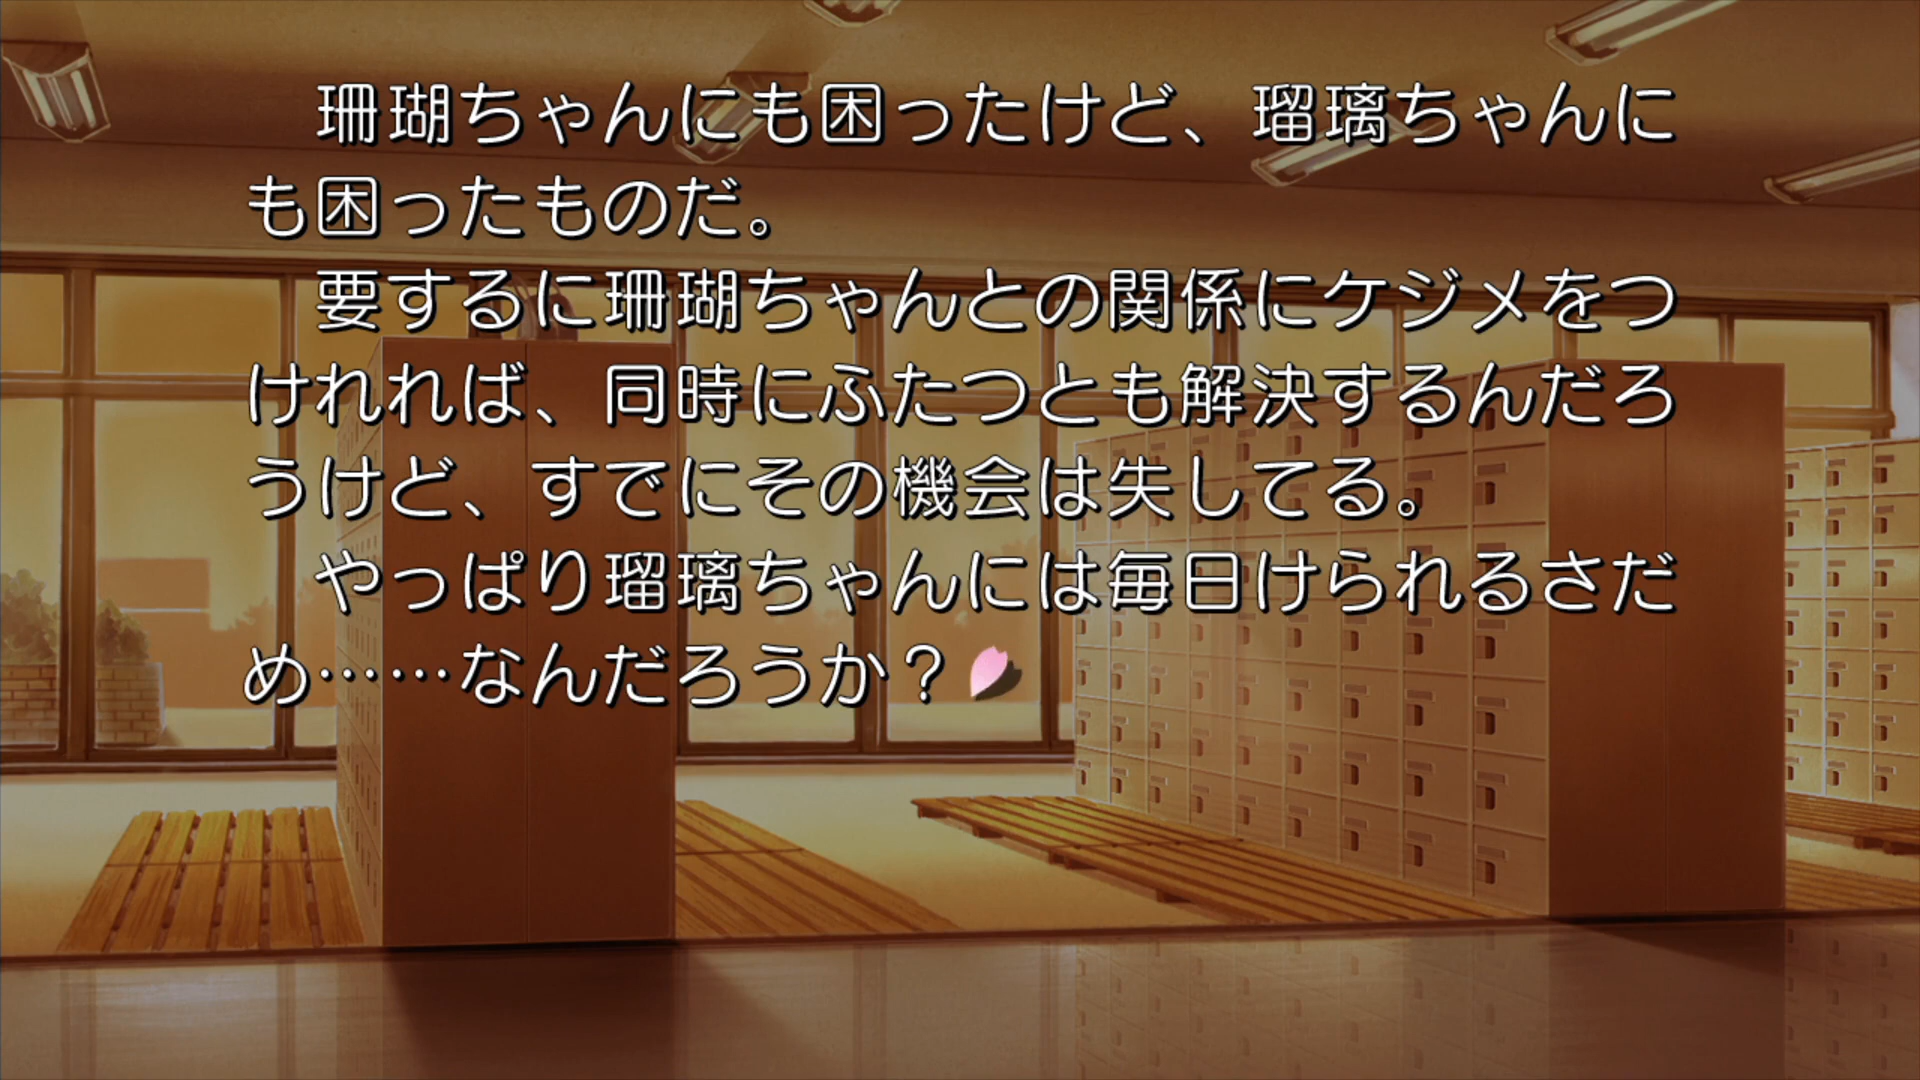 珊瑚ちゃんにも困ったけど、瑠璃ちゃんに
も困ったものだ。
要するに珊瑚ちゃんとの関係にケジメをつ
ければ、同時にふたつとも解決するんだろ
うけど、すでにその機会は失してる。
やっぱり瑠璃ちゃんには毎日けられるさだ
め……なんだろうか？